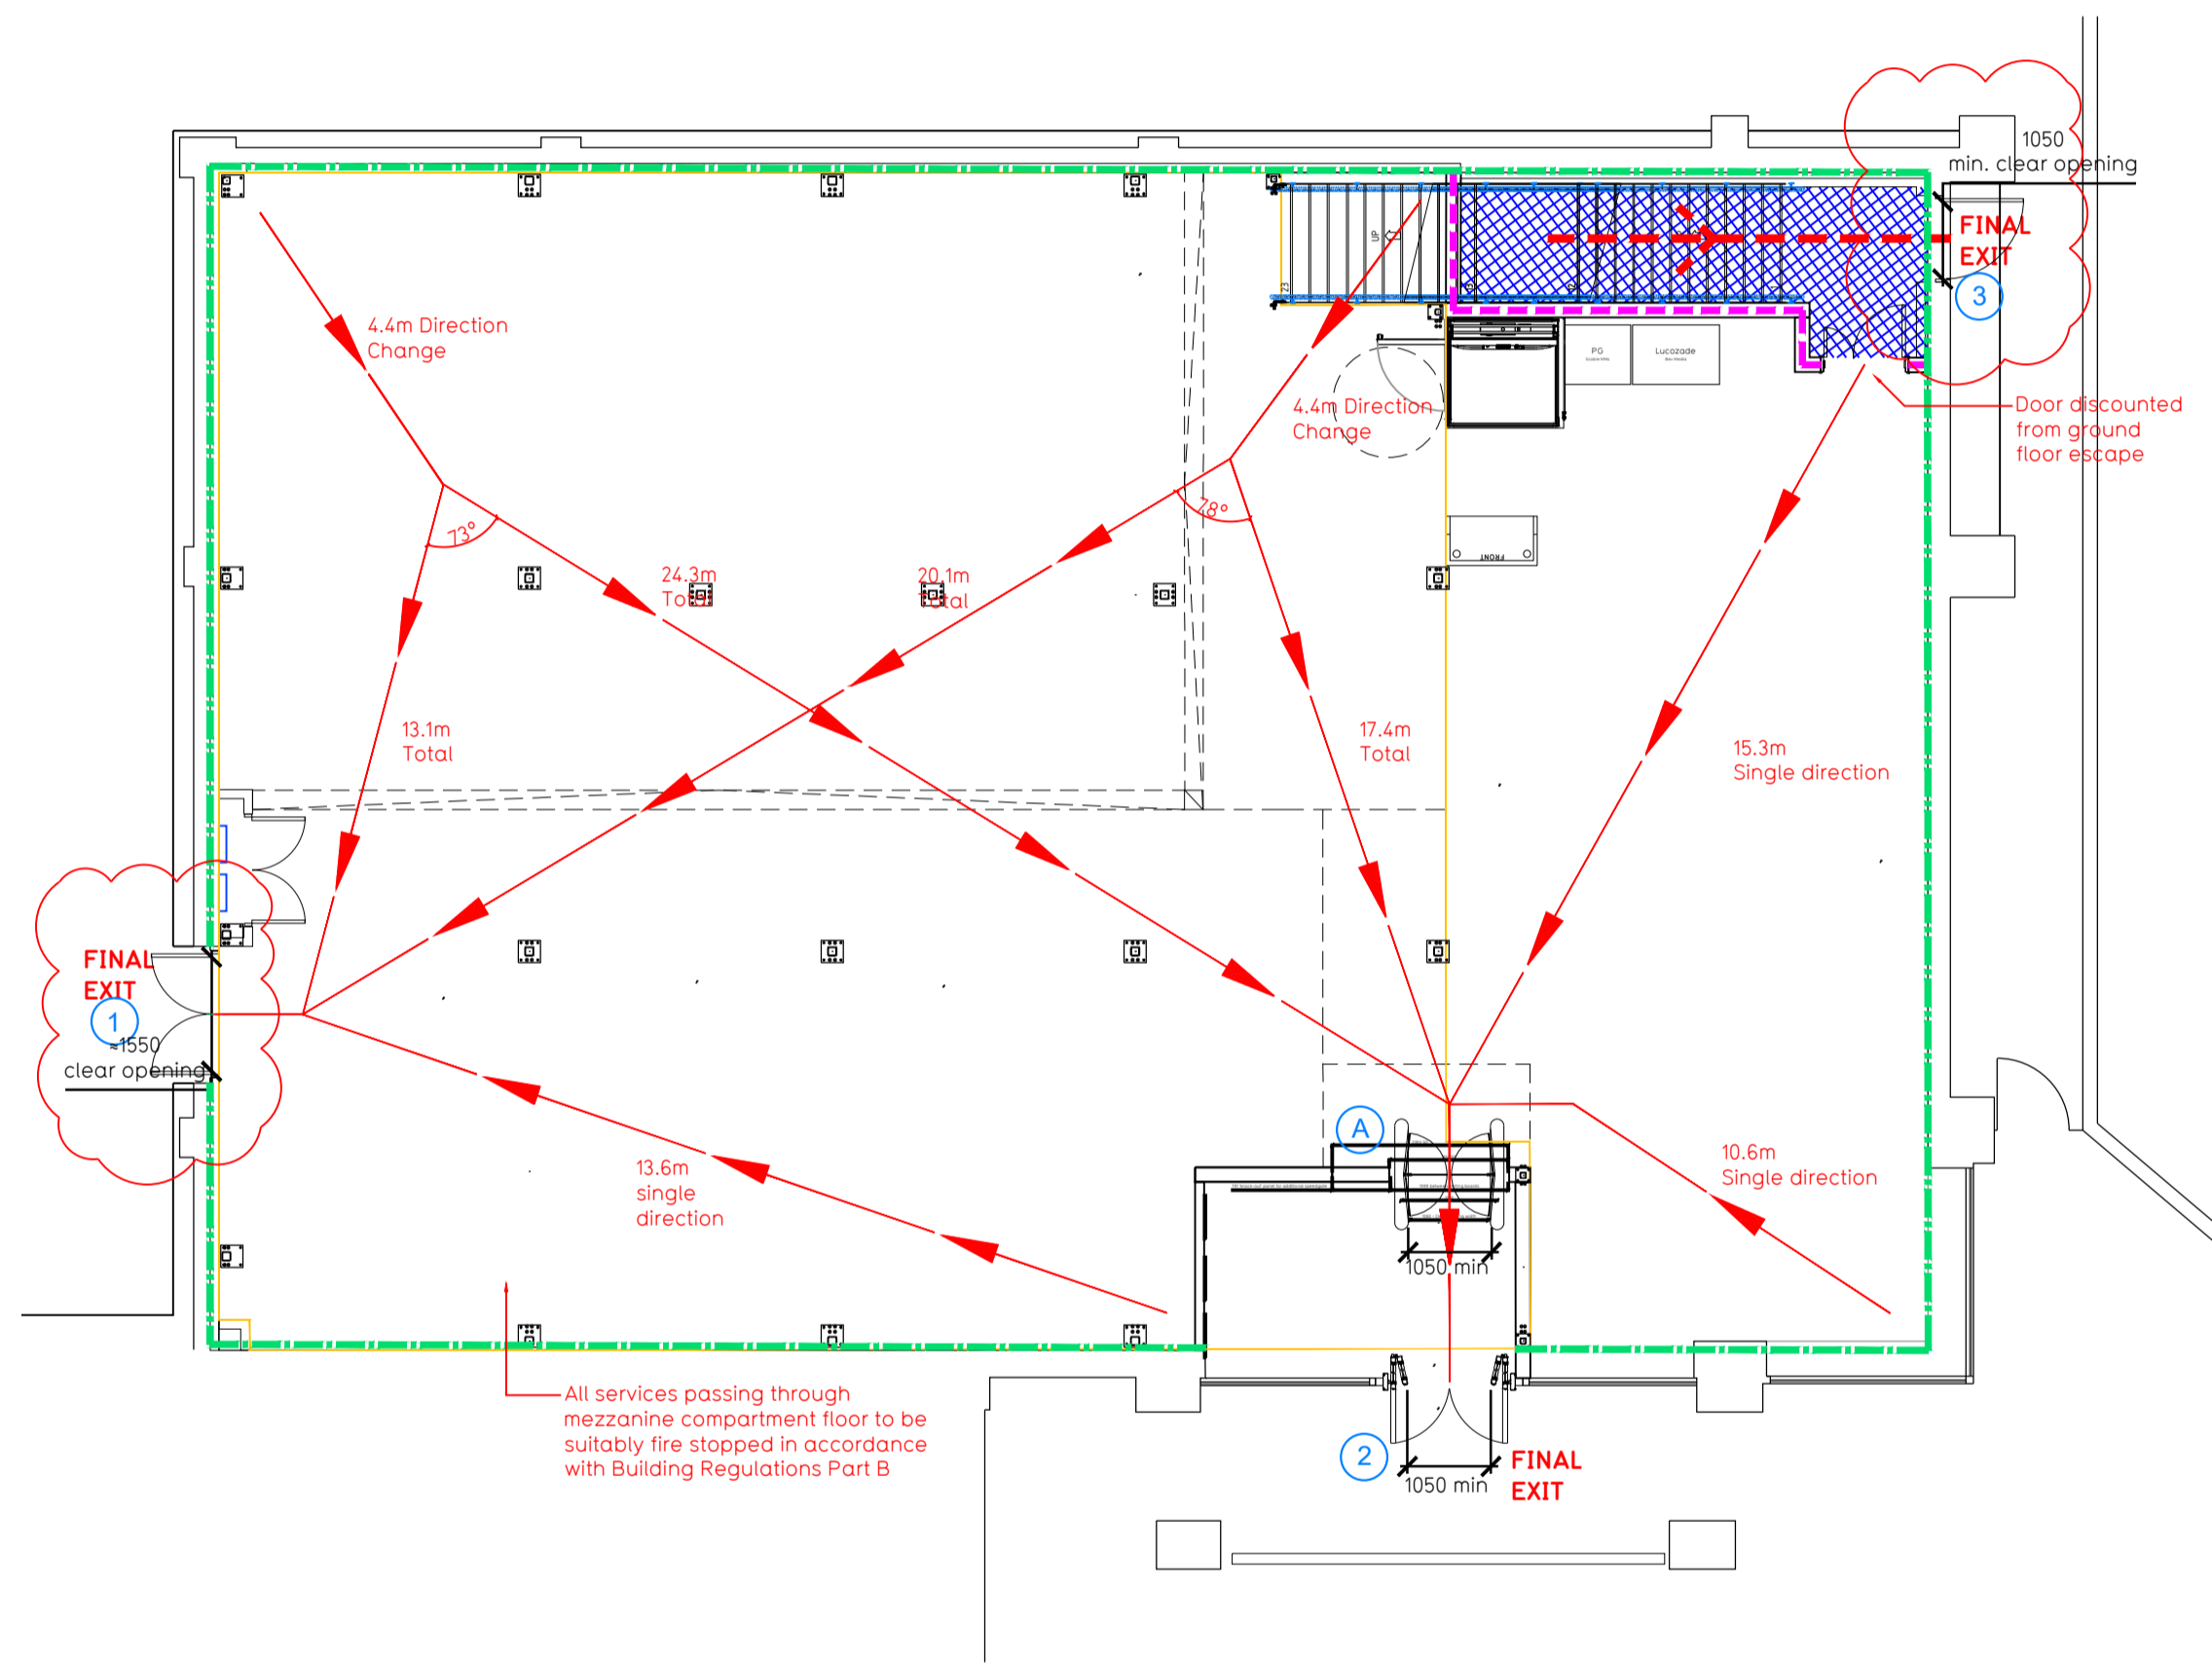 1050
min. clear opening
FINAL
EXIT
3
UP
23
4.4m Direction
Change
PG
Lucozade
4.4m Direction
Change
Door discounted
from ground
floor escape
73°
78°
FRONT
24.3m
Total
20.1m
Total
13.1m
Total
17.4m
Total
15.3m
Single direction
FINAL
EXIT
1
≈1550
clear opening
A
13.6m
single
direction
10.6m
Single direction
1050 min
All services passing through
mezzanine compartment floor to be
suitably fire stopped in accordance
with Building Regulations Part B
2
1050 min
FINAL
EXIT